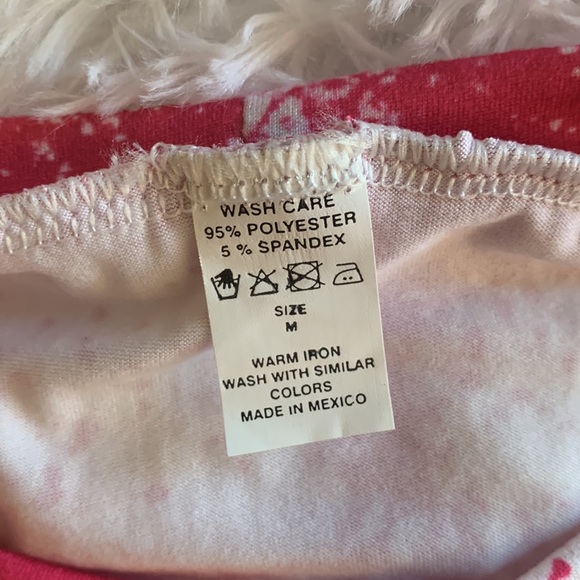 WASH CARE
95% POLYESTER
5 % SPANDEX
SIZE
M
WARM IRON
WASH WITH SIMILAR
COLORS
MADE IN MEXICO